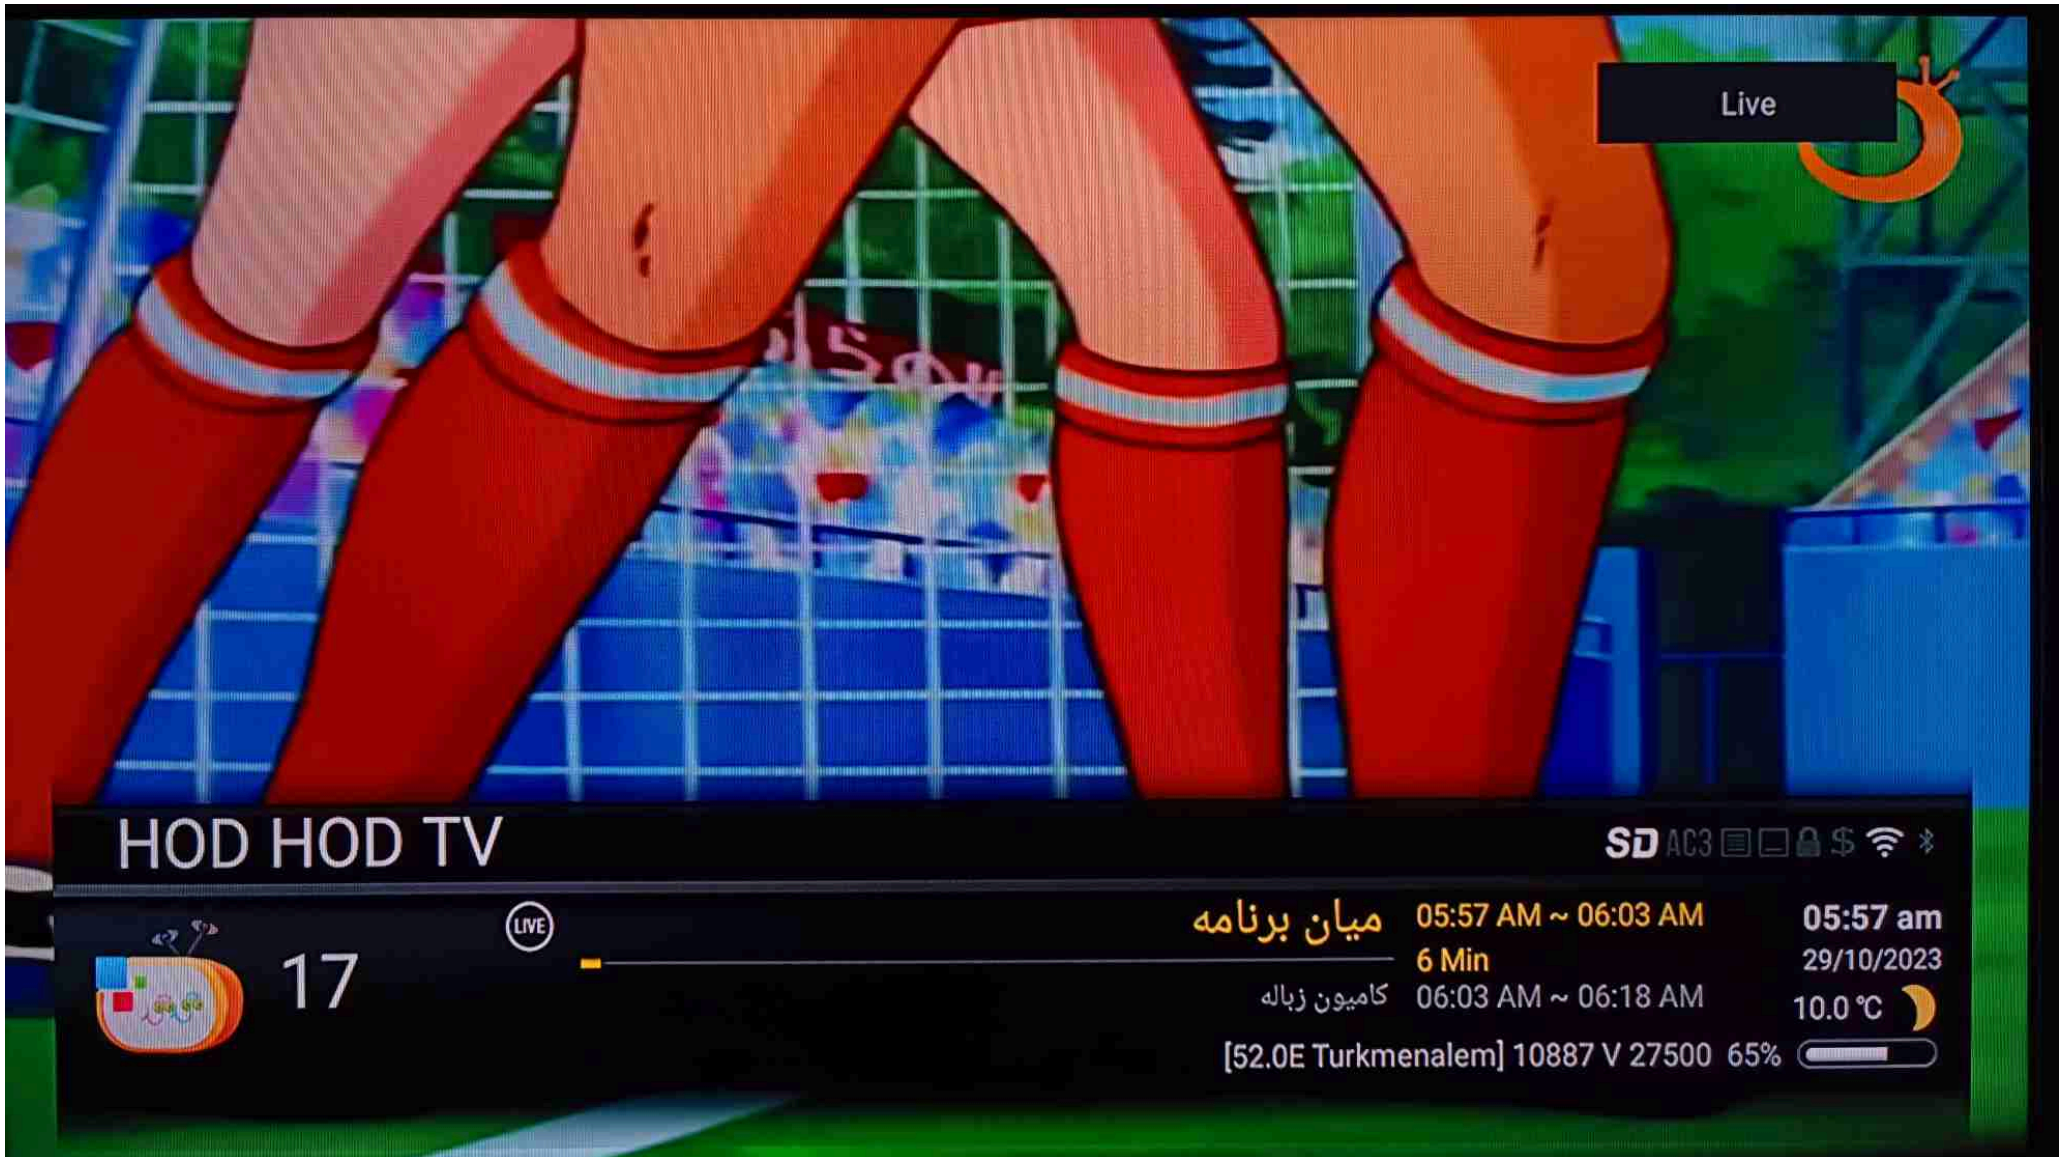 Live
HOD HOD TV
SD AC3 $
17
LIVE
میان برنامه 05:57 AM ~ 06:03 AM
6 Min
کامیون زباله 06:03 AM ~ 06:18 AM
05:57 am
29/10/2023
10.0 °C
[52.0E Turkmenalem] 10887 V 27500 65%